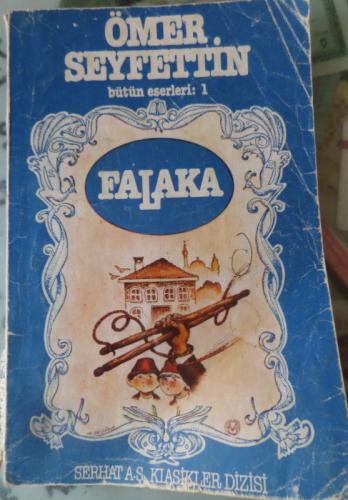 ÖMER
SEYFETTİN
bütün eserleri: 1
FALAKA
SERHAT A.Ş. KLASİKLER DİZİSİ